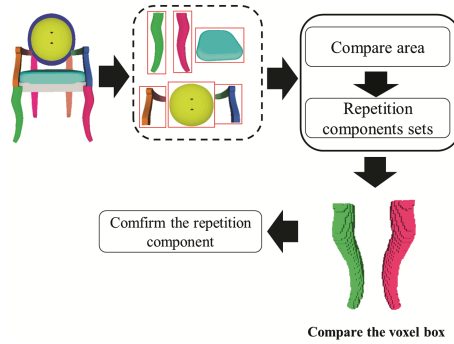 Compare area
Repetition
components sets
Comfirm the repetition
component
Compare the voxel box